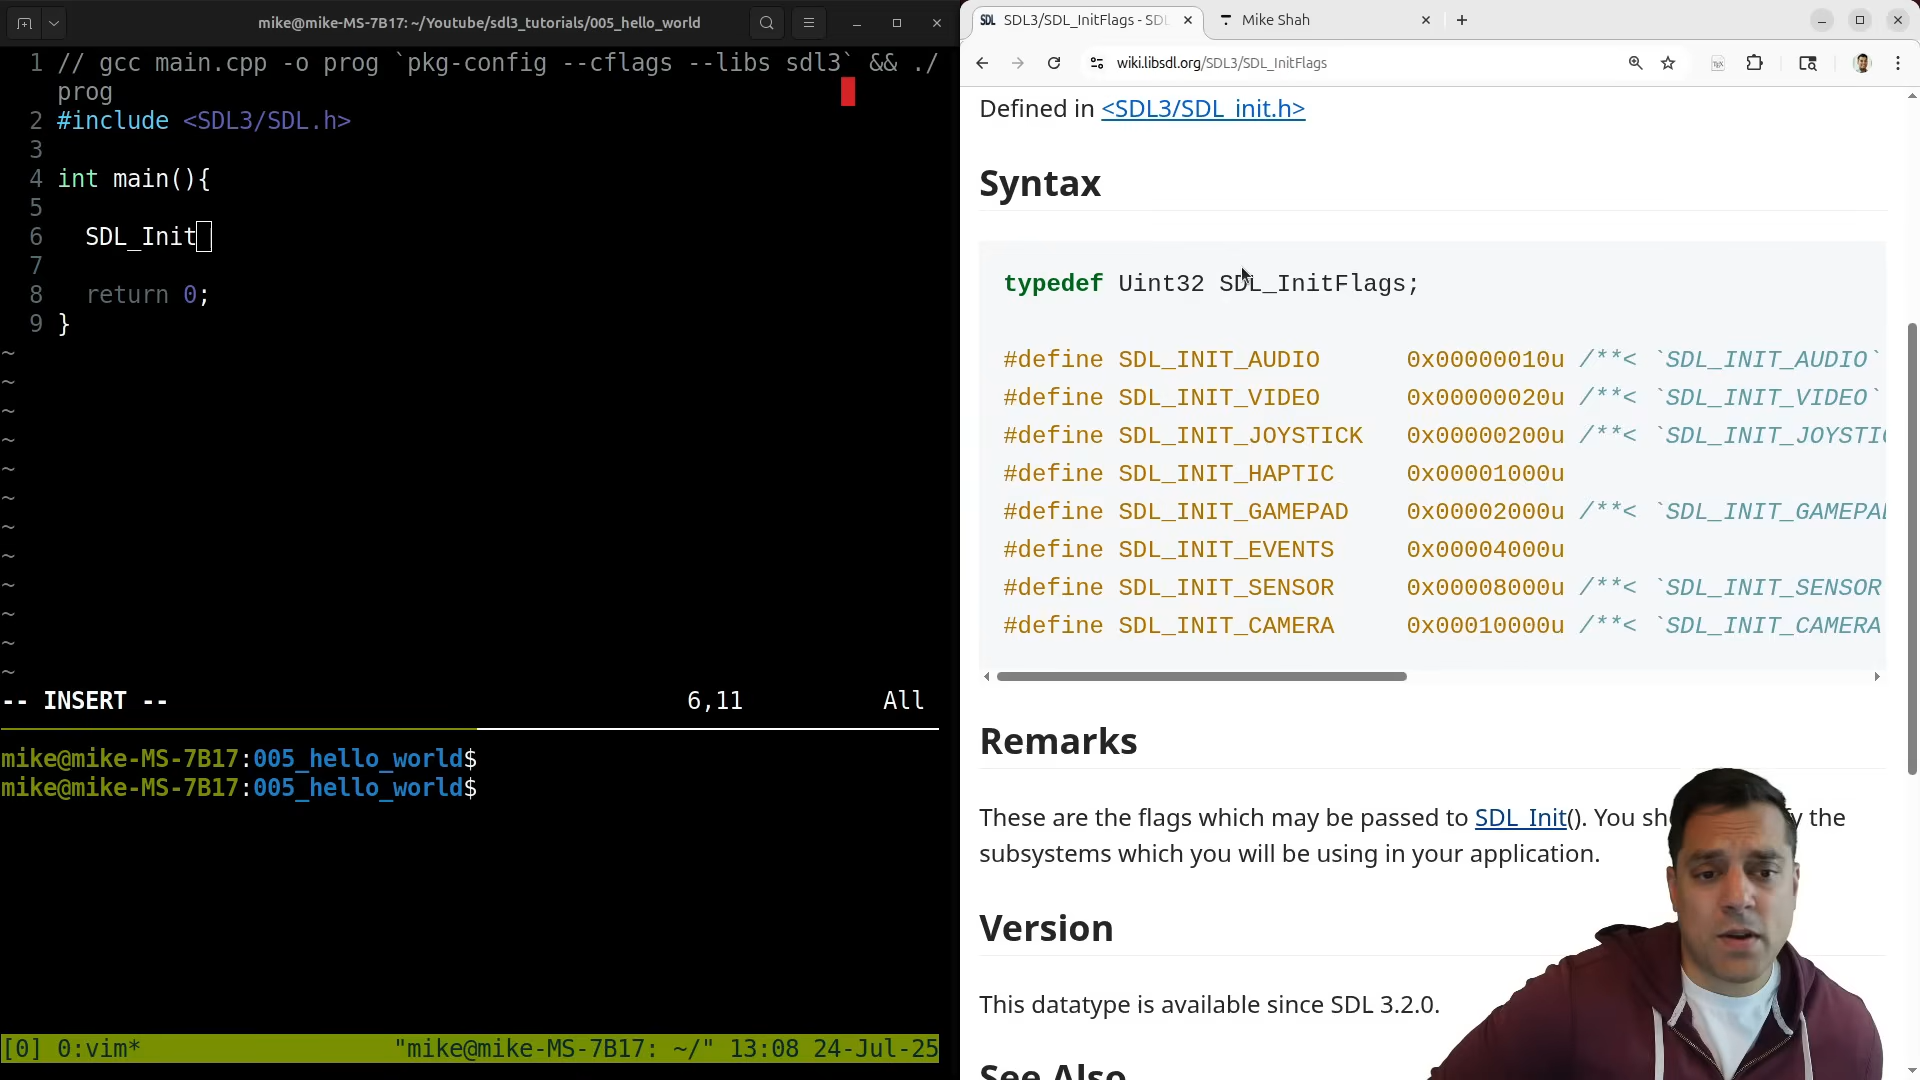 mike@mike-MS-7B17: ~/Youtube/sdl3_tutorials/005_hello_world
1 // gcc main.cpp -o prog `pkg-config --cflags --libs sdl3` && ./
prog
2 #include <SDL3/SDL.h>
3
4 int main(){
5
6 SDL_Init
7
8 return 0;
9 }
~
~
~
~
~
~
~
~
~
~
~
~
-- INSERT -- 6,11 All
mike@mike-MS-7B17:005_hello_world$
mike@mike-MS-7B17:005_hello_world$
[0] 0:vim* "mike@mike-MS-7B17: ~/" 13:08 24-Jul-25
SDL SDL3/SDL_InitFlags - SDL
Mike Shah
wiki.libsdl.org/SDL3/SDL_InitFlags
Defined in <SDL3/SDL_init.h>
Syntax
typedef Uint32 SDL_InitFlags;
#define SDL_INIT_AUDIO 0x00000010u /**< `SDL_INIT_AUDIO`
#define SDL_INIT_VIDEO 0x00000020u /**< `SDL_INIT_VIDEO`
#define SDL_INIT_JOYSTICK 0x00000200u /**< `SDL_INIT_JOYSTIC
#define SDL_INIT_HAPTIC 0x00001000u
#define SDL_INIT_GAMEPAD 0x00002000u /**< `SDL_INIT_GAMEPAD
#define SDL_INIT_EVENTS 0x00004000u
#define SDL_INIT_SENSOR 0x00008000u /**< `SDL_INIT_SENSOR
#define SDL_INIT_CAMERA 0x00010000u /**< `SDL_INIT_CAMERA
Remarks
These are the flags which may be passed to SDL_Init(). You the
subsystems which you will be using in your application.
Version
This datatype is available since SDL 3.2.0.
See Also